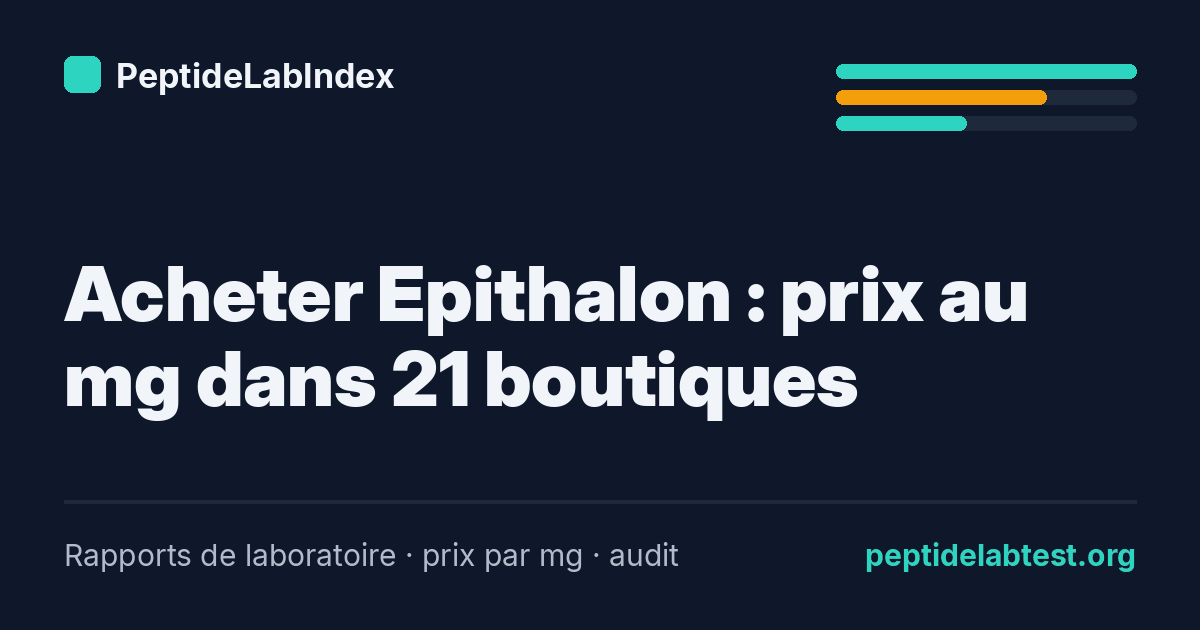 PeptideLabIndex
Acheter Epithalon : prix au
mg dans 21 boutiques
Rapports de laboratoire · prix par mg · audit
peptidelabtest.org